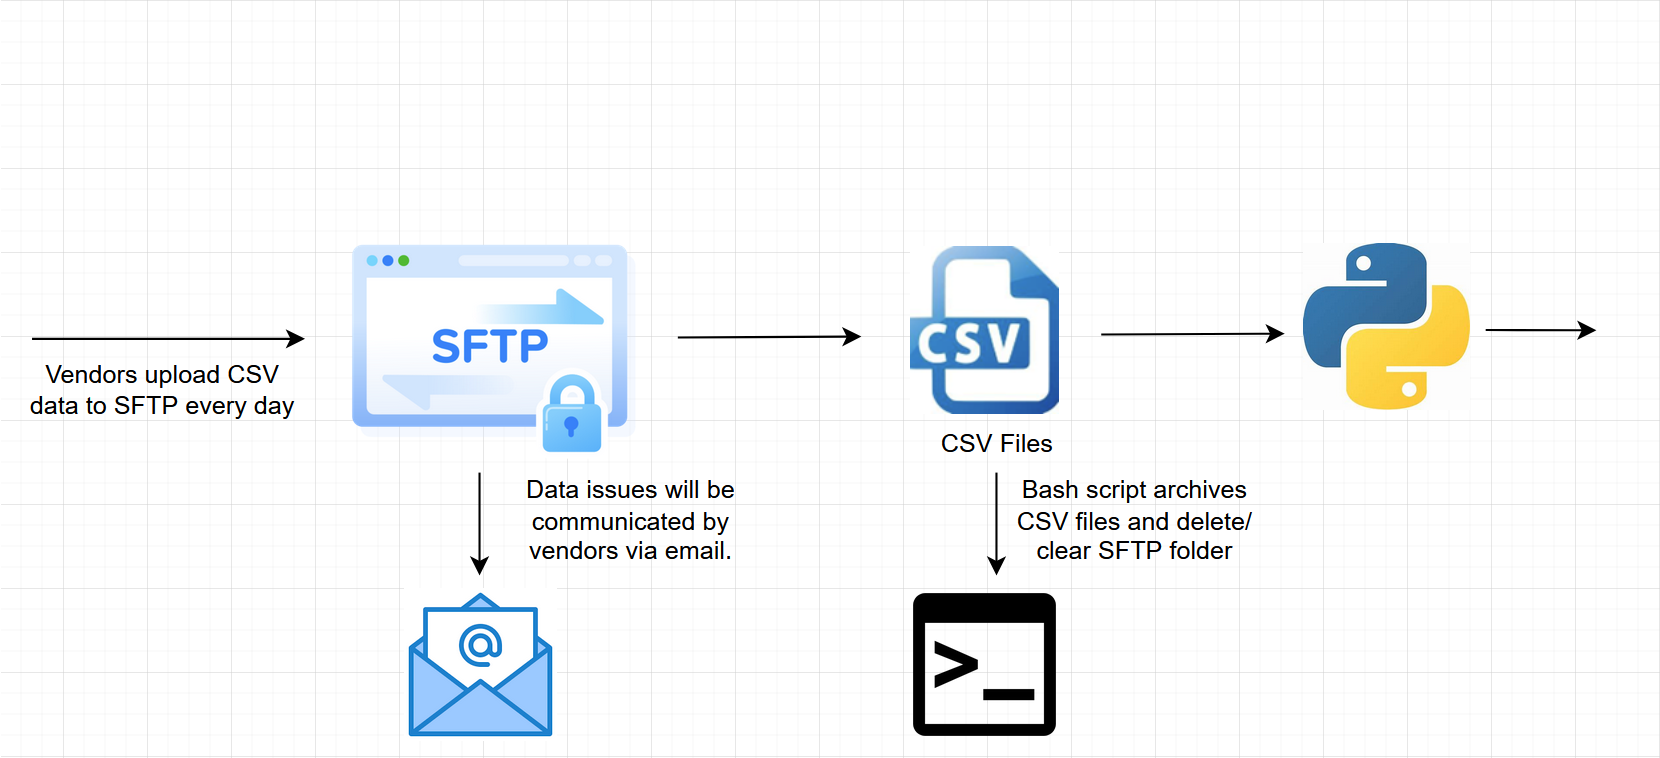 Vendors upload CSV
data to SFTP every day
SFTP
Data issues will be
communicated by
vendors via email.
@
CSV
CSV Files
Bash script archives
CSV files and delete/
clear SFTP folder
>_